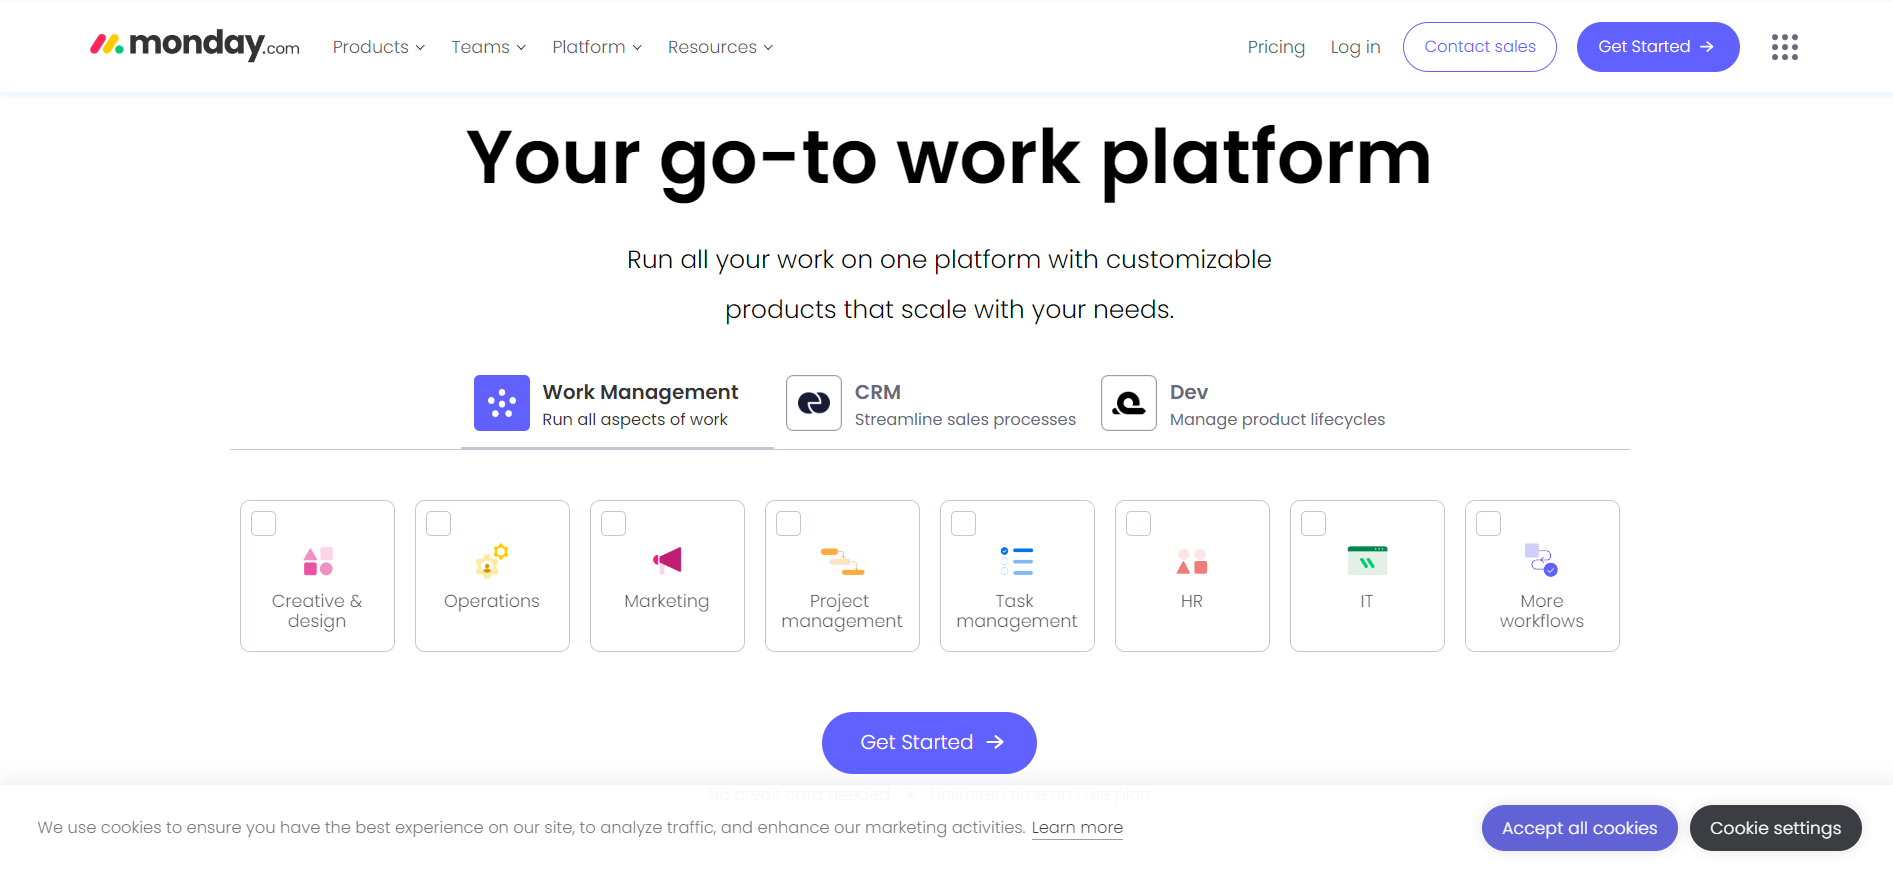 monday.com
Products
Teams
Platform
Resources
Pricing
Log in
Contact sales
Get Started
Your go-to work platform
Run all your work on one platform with customizable
products that scale with your needs.
Work Management
Run all aspects of work
CRM
Streamline sales processes
Dev
Manage product lifecycles
Creative &
design
Operations
Marketing
Project
management
Task
management
HR
IT
More
workflows
Get Started
No credit card needed ✦ Unlimited time on Free plan
We use cookies to ensure you have the best experience on our site, to analyze traffic, and enhance our marketing activities. Learn more
Accept all cookies
Cookie settings